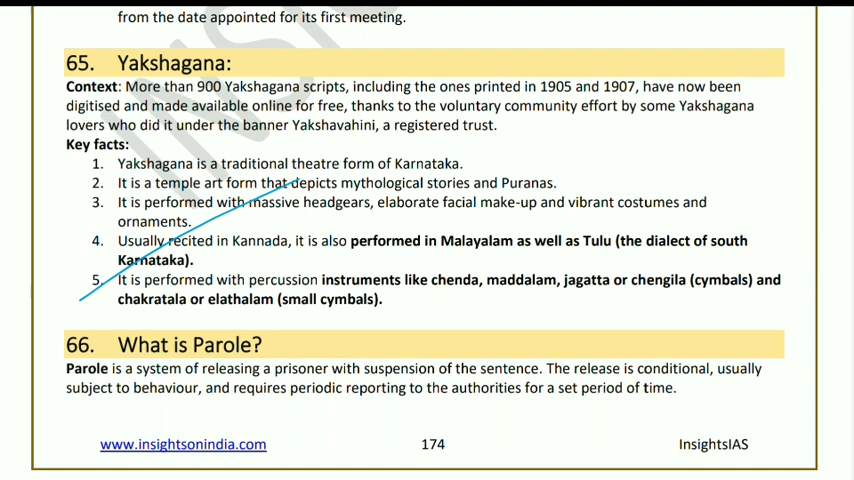 from the date appointed for its first meeting.
65. Yakshagana:
Context: More than 900 Yakshagana scripts, including the ones printed in 1905 and 1907, have now been
digitised and made available online for free, thanks to the voluntary community effort by some Yakshagana
lovers who did it under the banner Yakshavahini, a registered trust.
Key facts:
1. Yakshagana is a traditional theatre form of Karnataka.
2. It is a temple art form that depicts mythological stories and Puranas.
3. It is performed with massive headgears, elaborate facial make-up and vibrant costumes and
ornaments.
4. Usually recited in Kannada, it is also performed in Malayalam as well as Tulu (the dialect of south
Karnataka).
5. It is performed with percussion instruments like chenda, maddalam, jagatta or chengila (cymbals) and
chakratala or elathalam (small cymbals).
66. What is Parole?
Parole is a system of releasing a prisoner with suspension of the sentence. The release is conditional, usually
subject to behaviour, and requires periodic reporting to the authorities for a set period of time.
www.insightsonindia.com 174 InsightsIAS
INSI